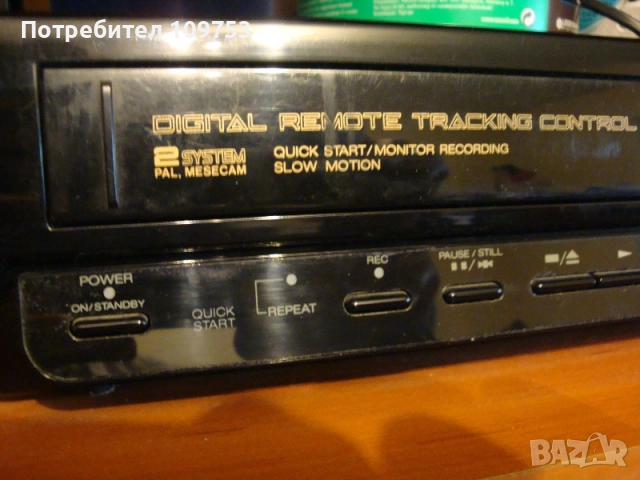 Потребител 109753
DIGITAL REMOTE TRACKING CONTROL
2 SYSTEM
PAL, MESECAM
QUICK START/MONITOR RECORDING
SLOW MOTION
POWER
ON/STANDBY
QUICK
START
REPEAT
REC
PAUSE/STILL
BAZAR